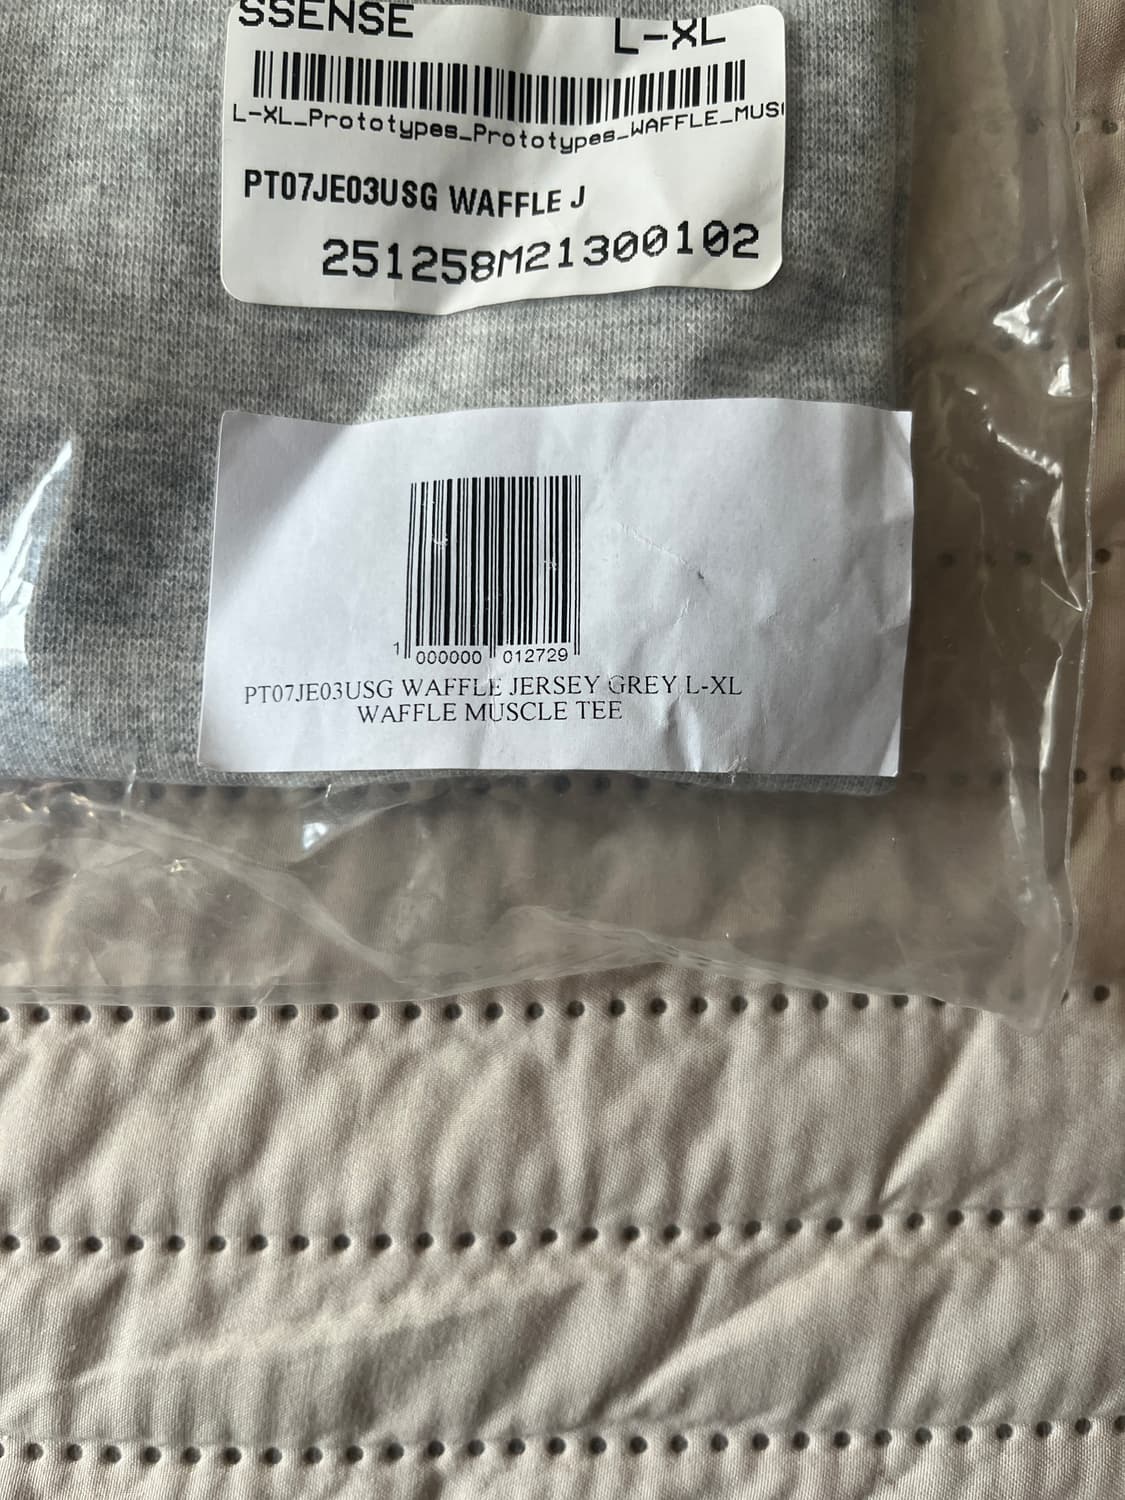 SSENSE L-XL
L-XL_Prototypes_Prototypes_WAFFLE_MUS
PT07JE03USG WAFFLE J
251258M21300102
1 000000 012729
PT07JE03USG WAFFLE JERSEY GREY L-XL
WAFFLE MUSCLE TEE